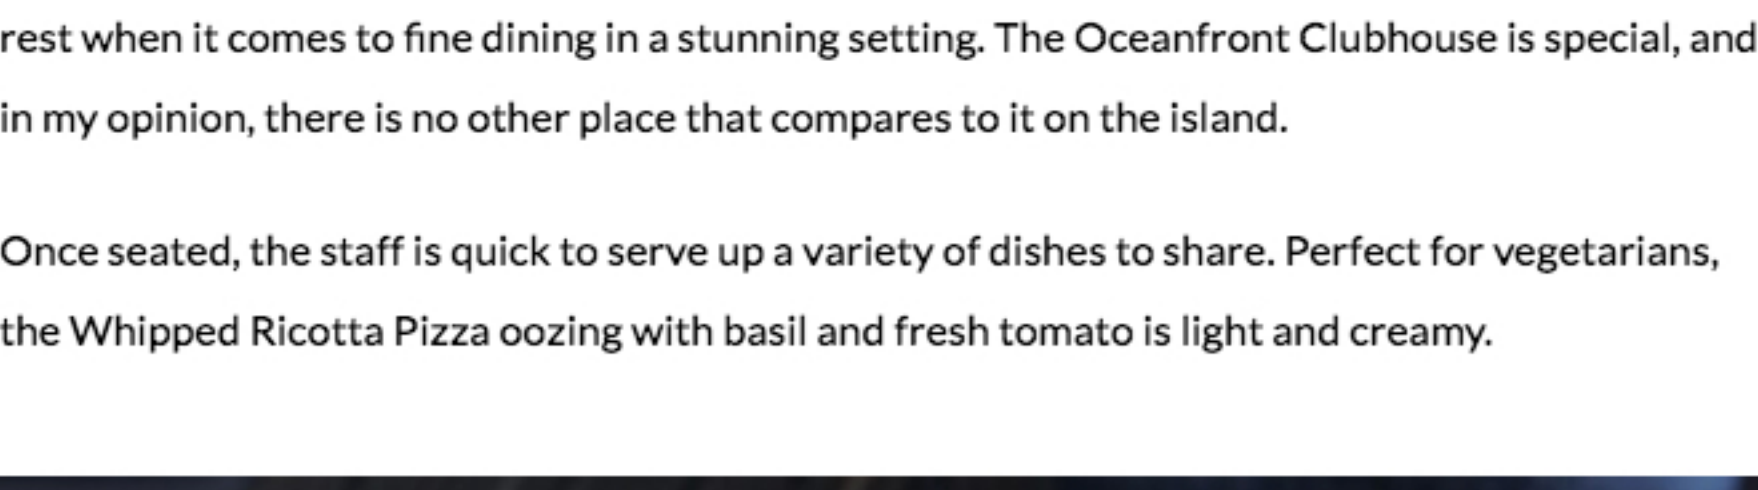 rest when it comes to fine dining in a stunning setting. The Oceanfront Clubhouse is special, and
in my opinion, there is no other place that compares to it on the island.
Once seated, the staff is quick to serve up a variety of dishes to share. Perfect for vegetarians,
the Whipped Ricotta Pizza oozing with basil and fresh tomato is light and creamy.